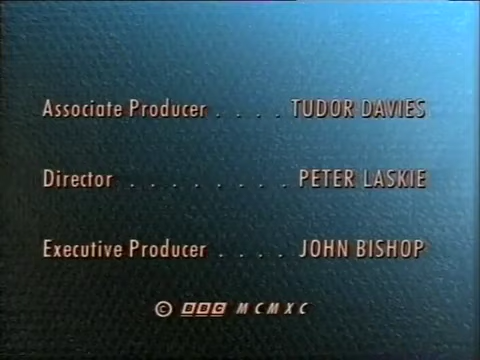 Associate Producer . . . . TUDOR DAVIES
Director . . . . . . . . PETER LASKIE
Executive Producer . . . . JOHN BISHOP
© BBC MCMXC